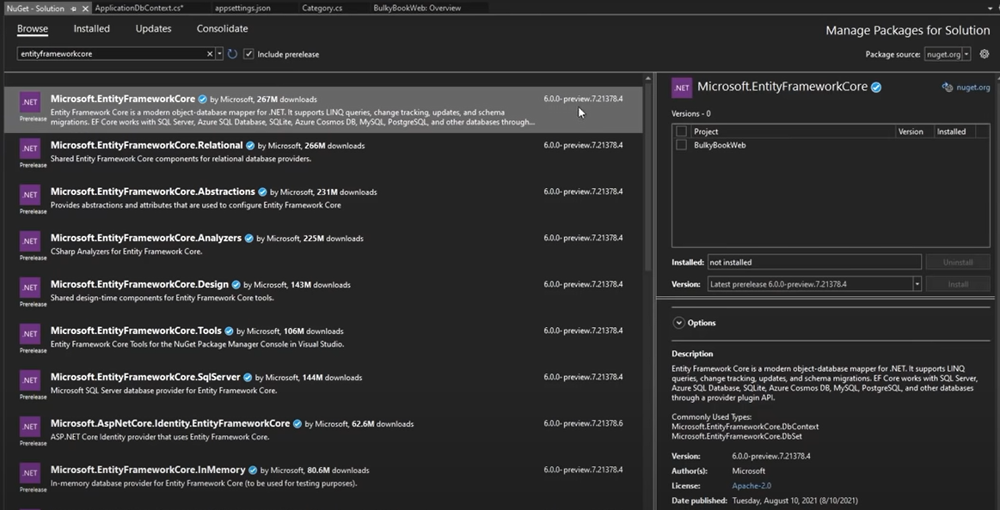 NuGet - Solution
ApplicationDbContext.cs*
appsettings.json
Category.cs
BulkyBookWeb: Overview
Browse
Installed
Updates
Consolidate
Manage Packages for Solution
entityframeworkcore
Include prerelease
Package source: nuget.org
.NET
Prerelease
Microsoft.EntityFrameworkCore by Microsoft, 267M downloads
6.0.0-preview.7.21378.4
Entity Framework Core is a modern object-database mapper for .NET. It supports LINQ queries, change tracking, updates, and schema
migrations. EF Core works with SQL Server, Azure SQL Database, SQLite, Azure Cosmos DB, MySQL, PostgreSQL, and other databases through...
.NET
Prerelease
Microsoft.EntityFrameworkCore.Relational by Microsoft, 266M downloads
6.0.0-preview.7.21378.4
Shared Entity Framework Core components for relational database providers.
.NET
Prerelease
Microsoft.EntityFrameworkCore.Abstractions by Microsoft, 231M downloads
6.0.0-preview.7.21378.4
Provides abstractions and attributes that are used to configure Entity Framework Core
.NET
Prerelease
Microsoft.EntityFrameworkCore.Analyzers by Microsoft, 225M downloads
6.0.0-preview.7.21378.4
CSharp Analyzers for Entity Framework Core.
.NET
Prerelease
Microsoft.EntityFrameworkCore.Design by Microsoft, 143M downloads
6.0.0-preview.7.21378.4
Shared design-time components for Entity Framework Core tools.
.NET
Prerelease
Microsoft.EntityFrameworkCore.Tools by Microsoft, 106M downloads
6.0.0-preview.7.21378.4
Entity Framework Core Tools for the NuGet Package Manager Console in Visual Studio.
.NET
Prerelease
Microsoft.EntityFrameworkCore.SqlServer by Microsoft, 144M downloads
6.0.0-preview.7.21378.4
Microsoft SQL Server database provider for Entity Framework Core.
.NET
Prerelease
Microsoft.AspNetCore.Identity.EntityFrameworkCore by Microsoft, 62.6M downloads
6.0.0-preview.7.21378.6
ASP.NET Core Identity provider that uses Entity Framework Core.
.NET
Prerelease
Microsoft.EntityFrameworkCore.InMemory by Microsoft, 80.6M downloads
6.0.0-preview.7.21378.4
In-memory database provider for Entity Framework Core (to be used for testing purposes).
.NET
Microsoft.EntityFrameworkCore
nuget.org
Versions - 0
Project
Version
Installed
BulkyBookWeb
Installed: not installed
Uninstall
Version: Latest prerelease 6.0.0-preview.7.21378.4
Install
Options
Description
Entity Framework Core is a modern object-database mapper for .NET. It supports LINQ
queries, change tracking, updates, and schema migrations. EF Core works with SQL Server,
Azure SQL Database, SQLite, Azure Cosmos DB, MySQL, PostgreSQL, and other databases
through a provider plugin API.
Commonly Used Types:
Microsoft.EntityFrameworkCore.DbContext
Microsoft.EntityFrameworkCore.DbSet
Version: 6.0.0-preview.7.21378.4
Author(s): Microsoft
License: Apache-2.0
Date published: Tuesday, August 10, 2021 (8/10/2021)